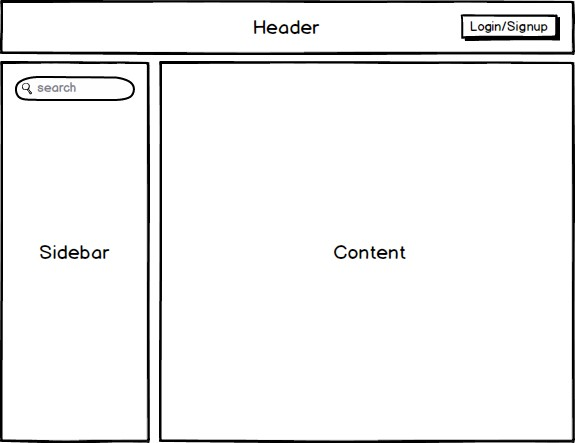 Header
Login/Signup
search
Sidebar
Content